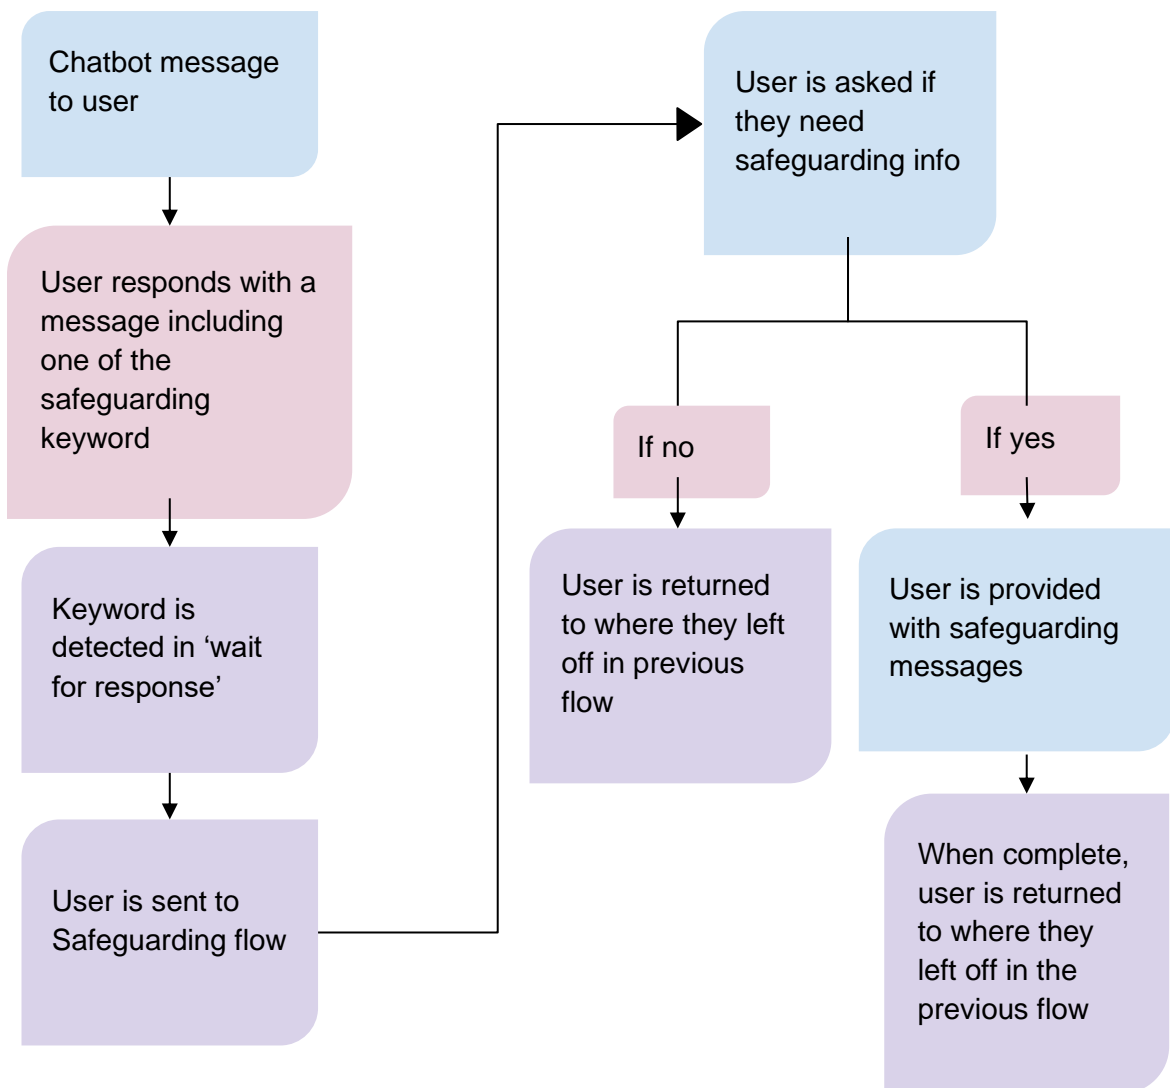 Chatbot message
to user
User responds with a
message including
one of the
safeguarding
keyword
Keyword is
detected in ‘wait
for response’
User is sent to
Safeguarding flow
User is asked if
they need
safeguarding info
If no
User is returned
to where they left
off in previous
flow
If yes
User is provided
with safeguarding
messages
When complete,
user is returned
to where they
left off in the
previous flow